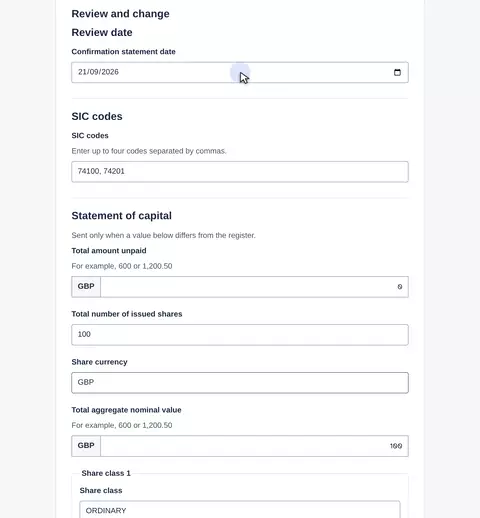 Review and change
Review date
Confirmation statement date
21/09/2026
SIC codes
SIC codes
Enter up to four codes separated by commas.
74100, 74201
Statement of capital
Sent only when a value below differs from the register.
Total amount unpaid
For example, 600 or 1,200.50
GBP 0
Total number of issued shares
100
Share currency
GBP
Total aggregate nominal value
For example, 600 or 1,200.50
GBP 100
Share class 1
Share class
ORDINARY